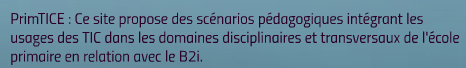 PrimTICE : Ce site propose des scénarios pédagogiques intégrant les
usages des TIC dans les domaines disciplinaires et transversaux de l'école
primaire en relation avec le B2i.